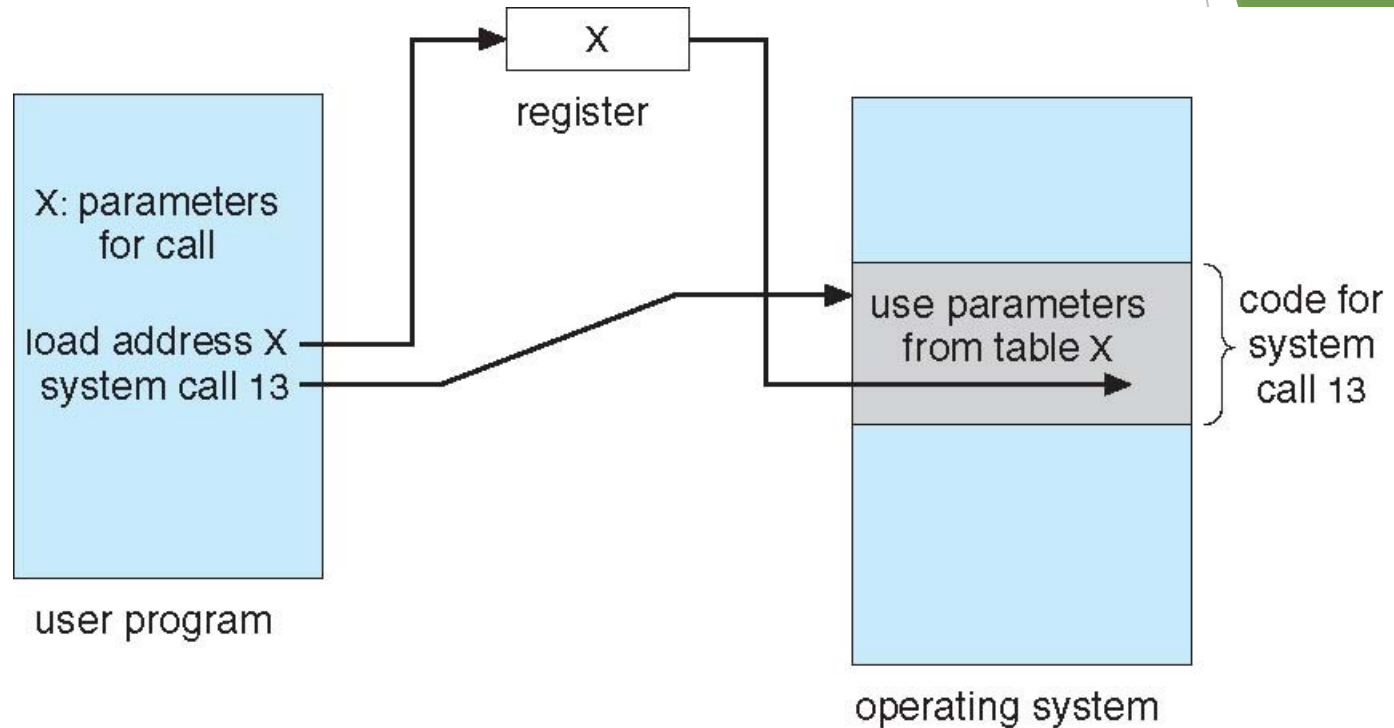 X
register
X: parameters
for call
load address X
system call 13
user program
use parameters
from table X
code for
system
call 13
operating system